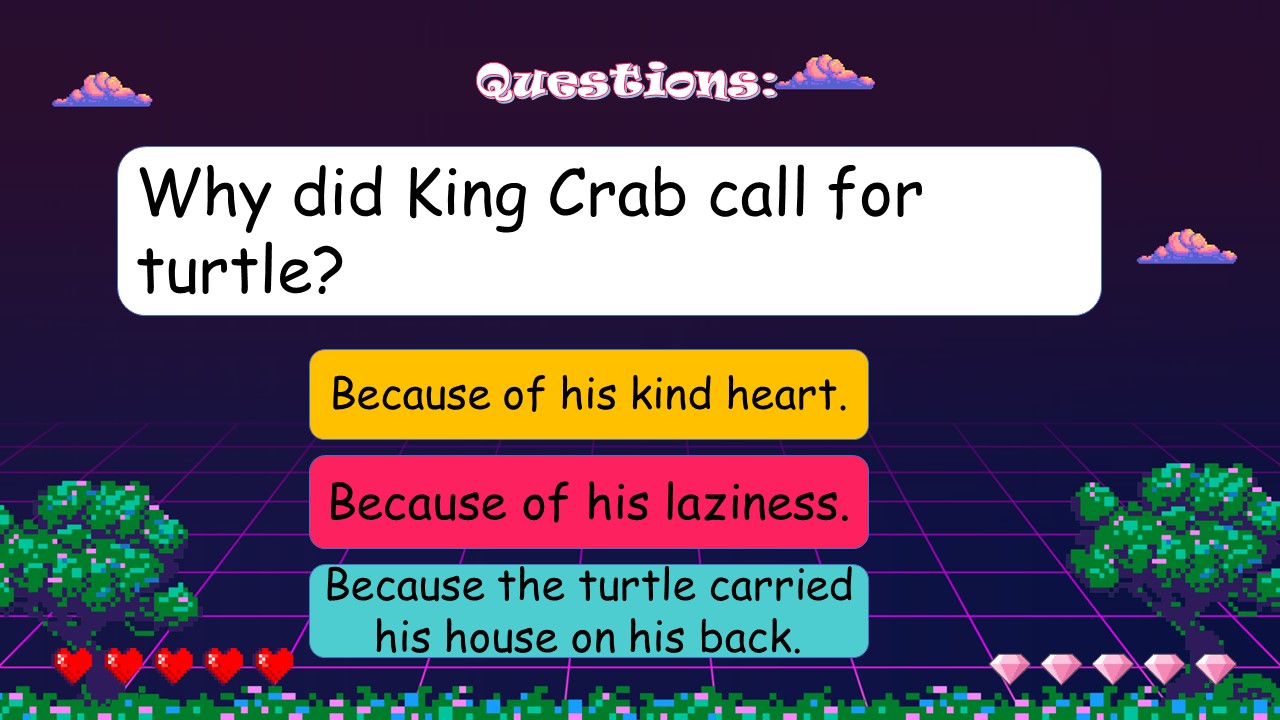 Questions:
Why did King Crab call for
turtle?
Because of his kind heart.
Because of his laziness.
Because the turtle carried
his house on his back.